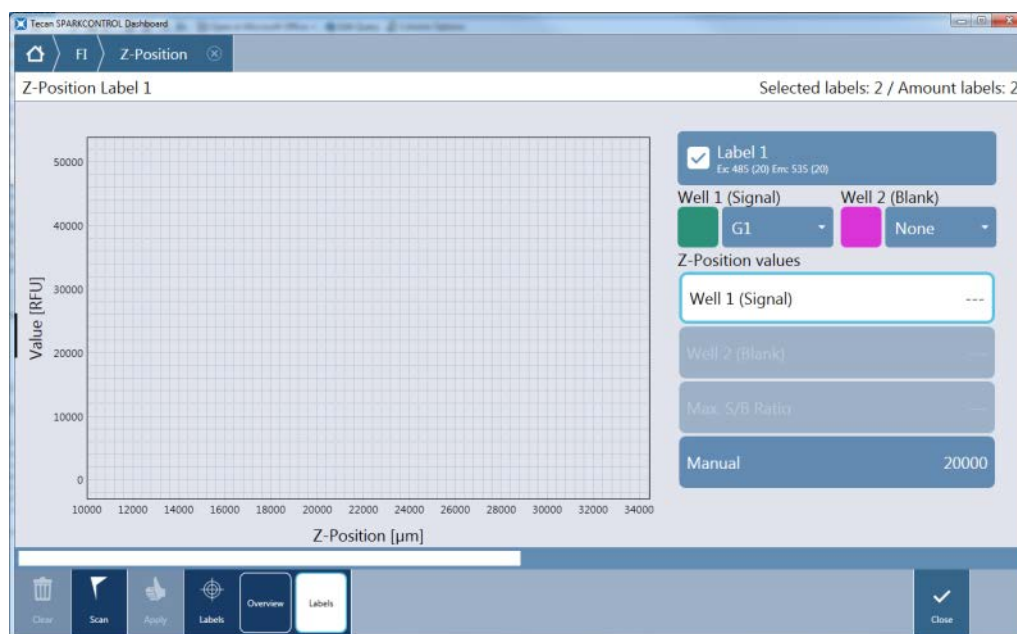 Tecan SPARKCONTROL Dashboard
FI Z-Position
Z-Position Label 1
Selected labels: 2 / Amount labels: 2
50000
40000
30000
20000
10000
0
Value [RFU]
10000 12000 14000 16000 18000 20000 22000 24000 26000 28000 30000 32000 34000
Z-Position [µm]
Label 1
Ex: 485 (20) Em: 535 (20)
Well 1 (Signal) Well 2 (Blank)
G1 None
Z-Position values
Well 1 (Signal) ---
Well 2 (Blank) ---
Max. S/B Ratio ---
Manual 20000
Clear Scan Apply Labels Overview Labels Close